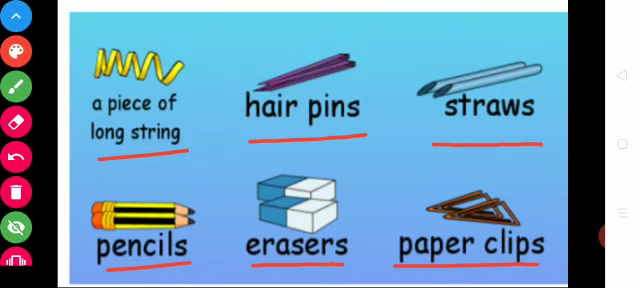 a piece of
long string
hair pins
straws
pencils
erasers
paper clips